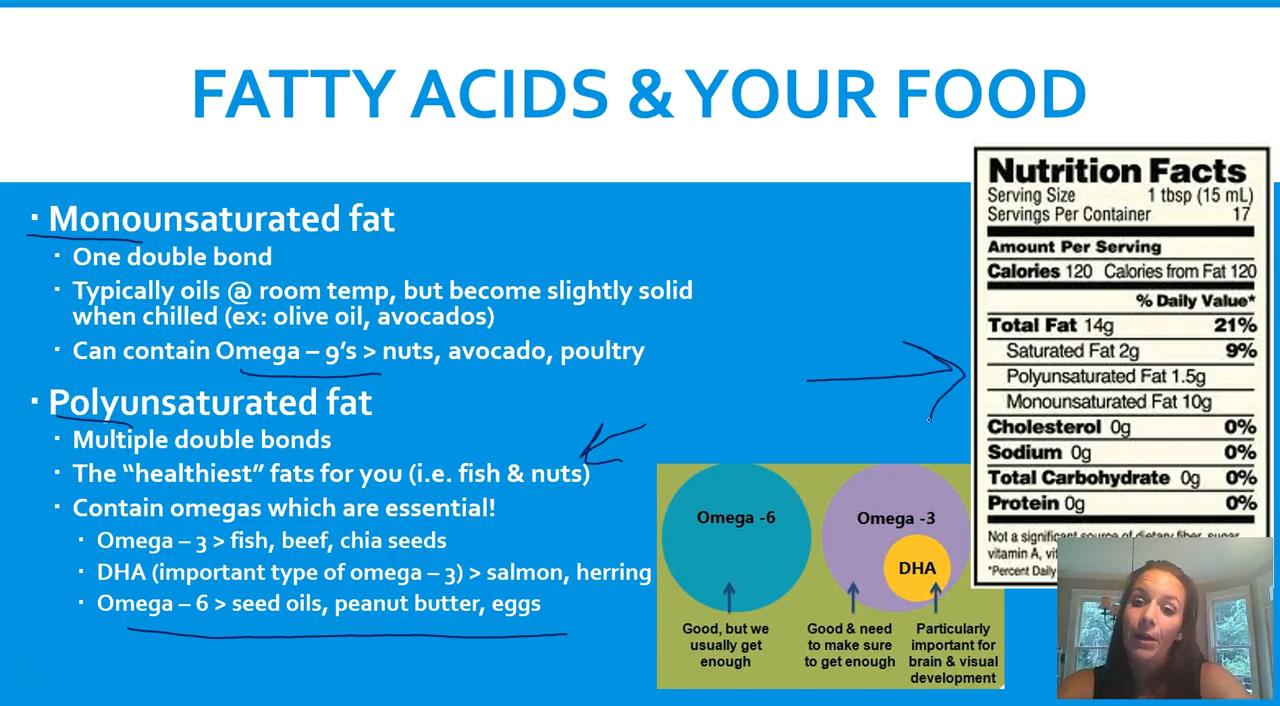 FATTY ACIDS & YOUR FOOD
▪ Monounsaturated fat
▪ One double bond
▪ Typically oils @ room temp, but become slightly solid
when chilled (ex: olive oil, avocados)
▪ Can contain Omega – 9's > nuts, avocado, poultry
▪ Polyunsaturated fat
▪ Multiple double bonds
▪ The “healthiest” fats for you (i.e. fish & nuts)
▪ Contain omegas which are essential!
▪ Omega – 3 > fish, beef, chia seeds
▪ DHA (important type of omega – 3) > salmon, herring
▪ Omega – 6 > seed oils, peanut butter, eggs
Omega -6
Omega -3
DHA
Good, but we
usually get
enough
Good & need
to make sure
to get enough
Particularly
important for
brain & visual
development
Nutrition Facts
Serving Size 1 tbsp (15 mL)
Servings Per Container 17
Amount Per Serving
Calories 120 Calories from Fat 120
% Daily Value*
Total Fat 14g 21%
Saturated Fat 2g 9%
Polyunsaturated Fat 1.5g
Monounsaturated Fat 10g
Cholesterol 0g 0%
Sodium 0g 0%
Total Carbohydrate 0g 0%
Protein 0g 0%
Not a significant source of dietary fiber, sugar,
vitamin A,
*Percent Daily